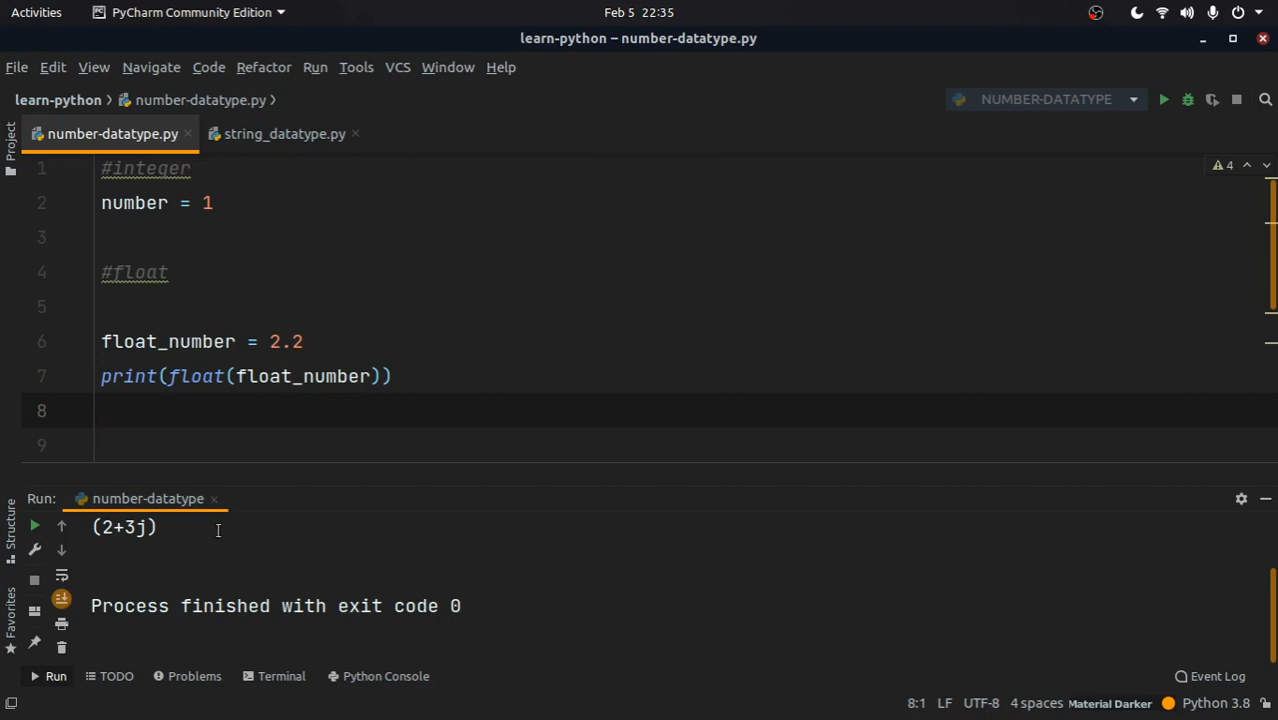 Activities PyCharm Community Edition Feb 5 22:35
learn-python – number-datatype.py
File Edit View Navigate Code Refactor Run Tools VCS Window Help
learn-python number-datatype.py NUMBER-DATATYPE
Project
number-datatype.py string_datatype.py
1 #integer 4
2 number = 1
3
4 #float
5
6 float_number = 2.2
7 print(float(float_number))
8
9
Run: number-datatype
Structure
(2+3j)
Favorites
Process finished with exit code 0
Run TODO Problems Terminal Python Console Event Log
8:1 LF UTF-8 4 spaces Material Darker Python 3.8